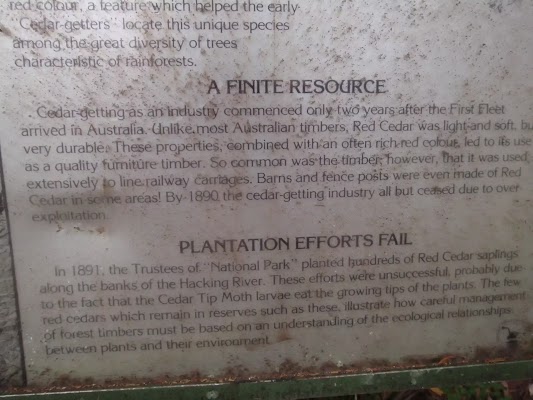 red colour, a feature which helped the early
"Cedar-getters" locate this unique species
among the great diversity of trees
characteristic of rainforests.
A FINITE RESOURCE
Cedar-getting as an industry commenced only two years after the First Fleet
arrived in Australia. Unlike most Australian timbers, Red Cedar was light and soft, bu
very durable. These properties, combined with an often rich red colour, led to its use
as a quality furniture timber. So common was the timber, however, that it was used
extensively to line railway carriages. Barns and fence posts were even made of Red
Cedar in some areas! By 1890 the cedar-getting industry all but ceased due to over
exploitation.
PLANTATION EFFORTS FAIL
In 1891, the Trustees of "National Park" planted hundreds of Red Cedar saplings
along the banks of the Hacking River. These efforts were unsuccessful, probably due
to the fact that the Cedar Tip Moth larvae eat the growing tips of the plants. The few
red cedars which remain in reserves such as these, illustrate how careful management
of forest timbers must be based on an understanding of the ecological relationships
between plants and their environment.